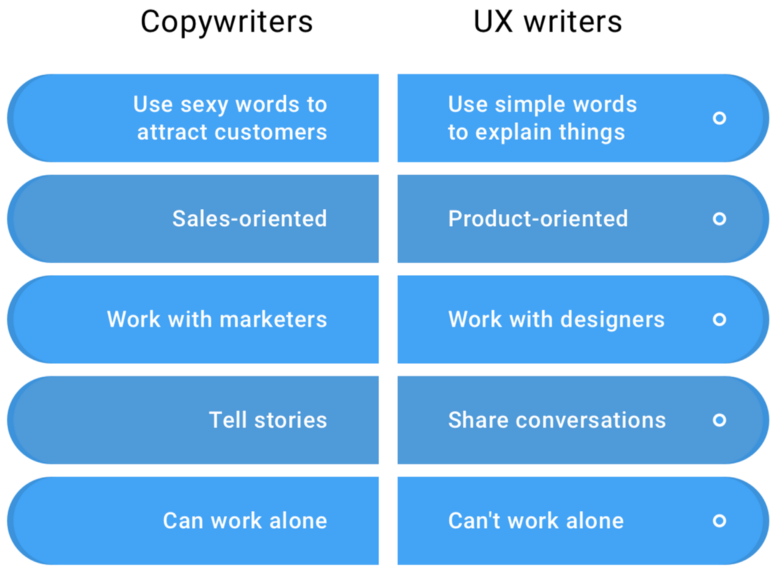 Copywriters
UX writers
Use sexy words to
attract customers
Use simple words
to explain things
Sales-oriented
Product-oriented
Work with marketers
Work with designers
Tell stories
Share conversations
Can work alone
Can't work alone